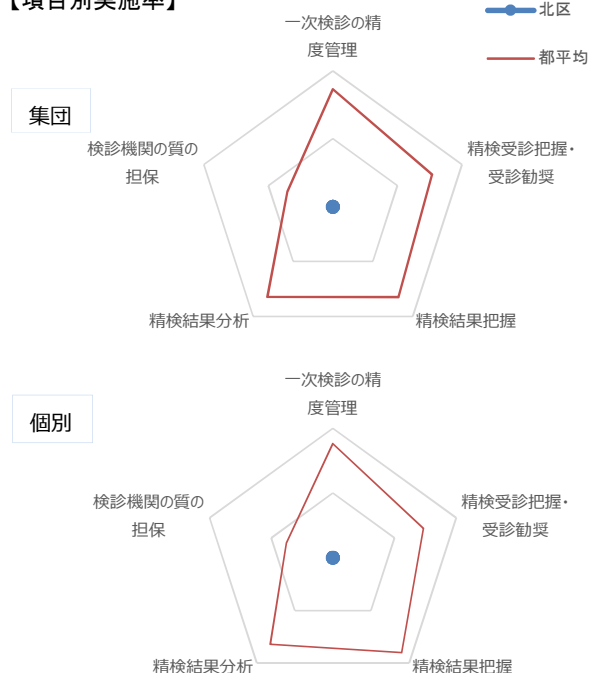 【項目別実施率】
北区
都平均
集団
一次検診の精
度管理
検診機関の質の
担保
精検受診把握・
受診勧奨
精検結果分析
精検結果把握
個別
一次検診の精
度管理
検診機関の質の
担保
精検受診把握・
受診勧奨
精検結果分析
精検結果把握